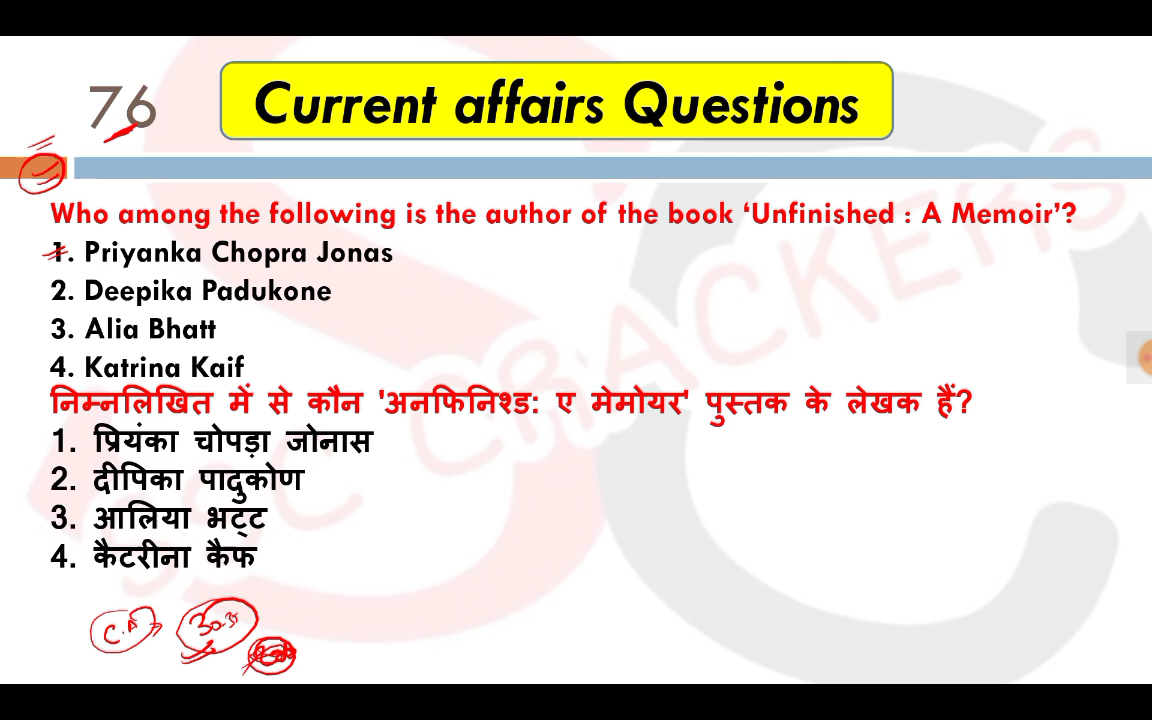 76
Current affairs Questions
Who among the following is the author of the book ‘Unfinished : A Memoir’?
1. Priyanka Chopra Jonas
2. Deepika Padukone
3. Alia Bhatt
4. Katrina Kaif
निम्नलिखित में से कौन 'अनफिनिश्ड: ए मेमोयर' पुस्तक के लेखक हैं?
1. प्रियंका चोपड़ा जोनास
2. दीपिका पादुकोण
3. आलिया भट्ट
4. कैटरीना कैफ
SSC CRACKERS
C.A